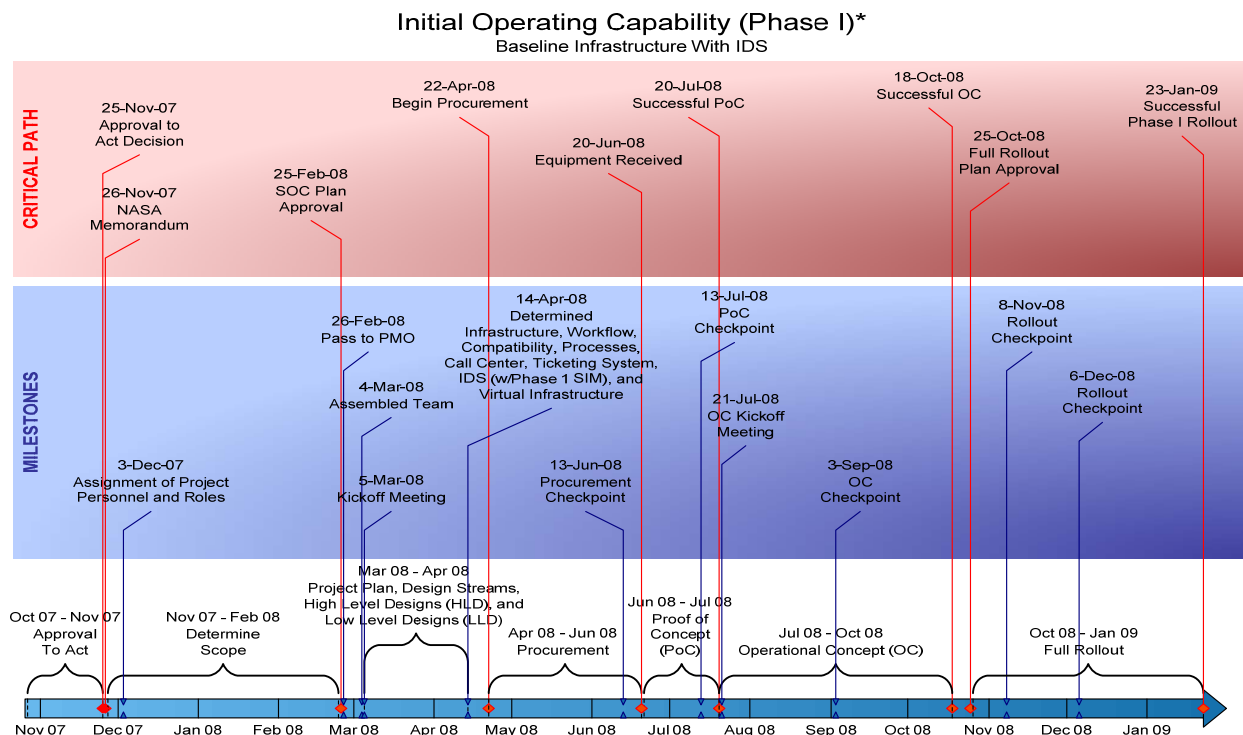 Initial Operating Capability (Phase I)*
Baseline Infrastructure With IDS
CRITICAL PATH
25-Nov-07
Approval to
Act Decision
26-Nov-07
NASA
Memorandum
25-Feb-08
SOC Plan
Approval
22-Apr-08
Begin Procurement
20-Jun-08
Equipment Received
20-Jul-08
Successful PoC
18-Oct-08
Successful OC
25-Oct-08
Full Rollout
Plan Approval
23-Jan-09
Successful
Phase I Rollout
MILESTONES
3-Dec-07
Assignment of Project
Personnel and Roles
26-Feb-08
Pass to PMO
4-Mar-08
Assembled Team
5-Mar-08
Kickoff Meeting
14-Apr-08
Determined
Infrastructure, Workflow,
Compatibility, Processes,
Call Center, Ticketing System,
IDS (w/Phase 1 SIM), and
Virtual Infrastructure
13-Jun-08
Procurement
Checkpoint
13-Jul-08
PoC
Checkpoint
21-Jul-08
OC Kickoff
Meeting
3-Sep-08
OC
Checkpoint
8-Nov-08
Rollout
Checkpoint
6-Dec-08
Rollout
Checkpoint
Oct 07 - Nov 07
Approval
To Act
Nov 07 - Feb 08
Determine
Scope
Mar 08 - Apr 08
Project Plan, Design Streams,
High Level Designs (HLD), and
Low Level Designs (LLD)
Apr 08 - Jun 08
Procurement
Jun 08 - Jul 08
Proof of
Concept
(PoC)
Jul 08 - Oct 08
Operational Concept (OC)
Oct 08 - Jan 09
Full Rollout
Nov 07
Dec 07
Jan 08
Feb 08
Mar 08
Apr 08
May 08
Jun 08
Jul 08
Aug 08
Sep 08
Oct 08
Nov 08
Dec 08
Jan 09